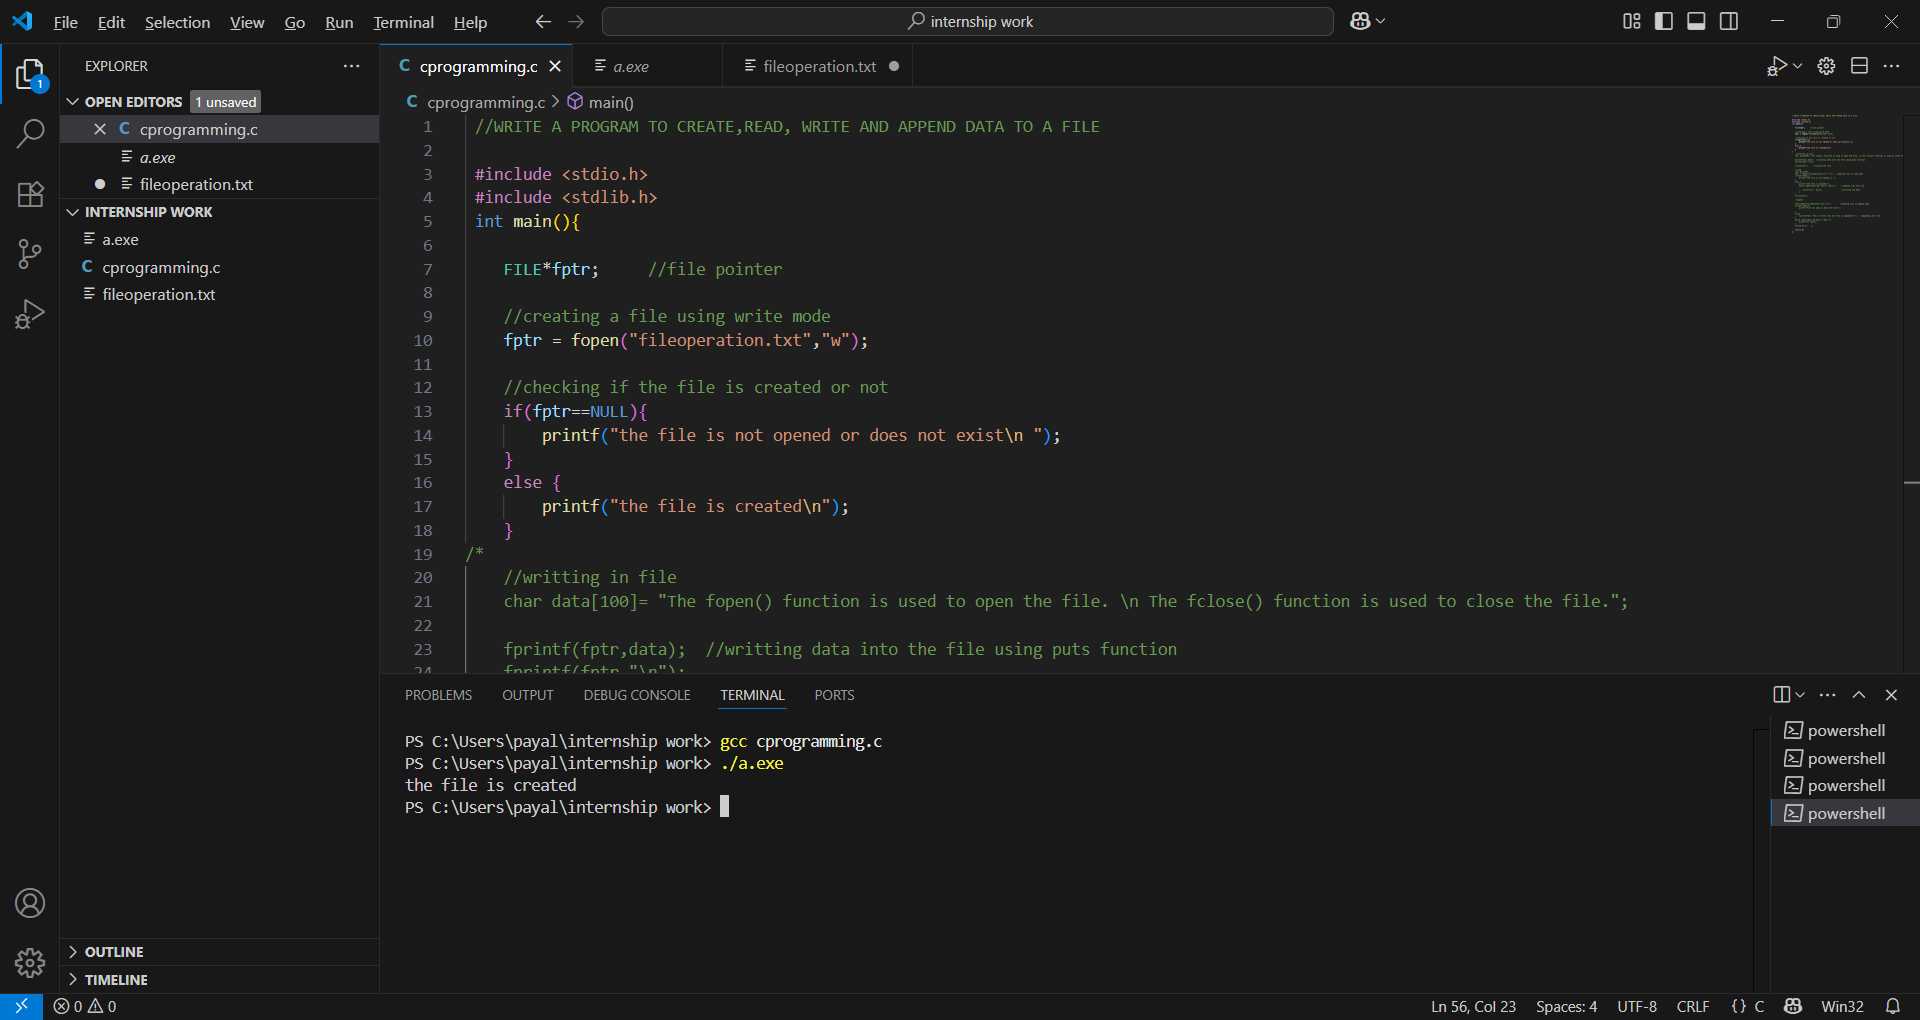 File Edit Selection View Go Run Terminal Help
internship work
EXPLORER
OPEN EDITORS 1 unsaved
cprogramming.c
a.exe
fileoperation.txt
INTERNSHIP WORK
a.exe
cprogramming.c
fileoperation.txt
OUTLINE
TIMELINE
1
cprogramming.c a.exe fileoperation.txt
cprogramming.c > main()
1 //WRITE A PROGRAM TO CREATE,READ, WRITE AND APPEND DATA TO A FILE
2
3 #include <stdio.h>
4 #include <stdlib.h>
5 int main(){
6
7 FILE*fptr; //file pointer
8
9 //creating a file using write mode
10 fptr = fopen("fileoperation.txt","w");
11
12 //checking if the file is created or not
13 if(fptr==NULL){
14 printf("the file is not opened or does not exist\n ");
15 }
16 else {
17 printf("the file is created\n");
18 }
19 /*
20 //writting in file
21 char data[100]= "The fopen() function is used to open the file. \n The fclose() function is used to close the file.";
22
23 fprintf(fptr,data); //writting data into the file using puts function
24 fprintf(fptr,"\n");
PROBLEMS OUTPUT DEBUG CONSOLE TERMINAL PORTS
PS C:\Users\payal\internship work> gcc cprogramming.c
PS C:\Users\payal\internship work> ./a.exe
the file is created
PS C:\Users\payal\internship work>
powershell
powershell
powershell
powershell
0 0
Ln 56, Col 23 Spaces: 4 UTF-8 CRLF {} C Win32